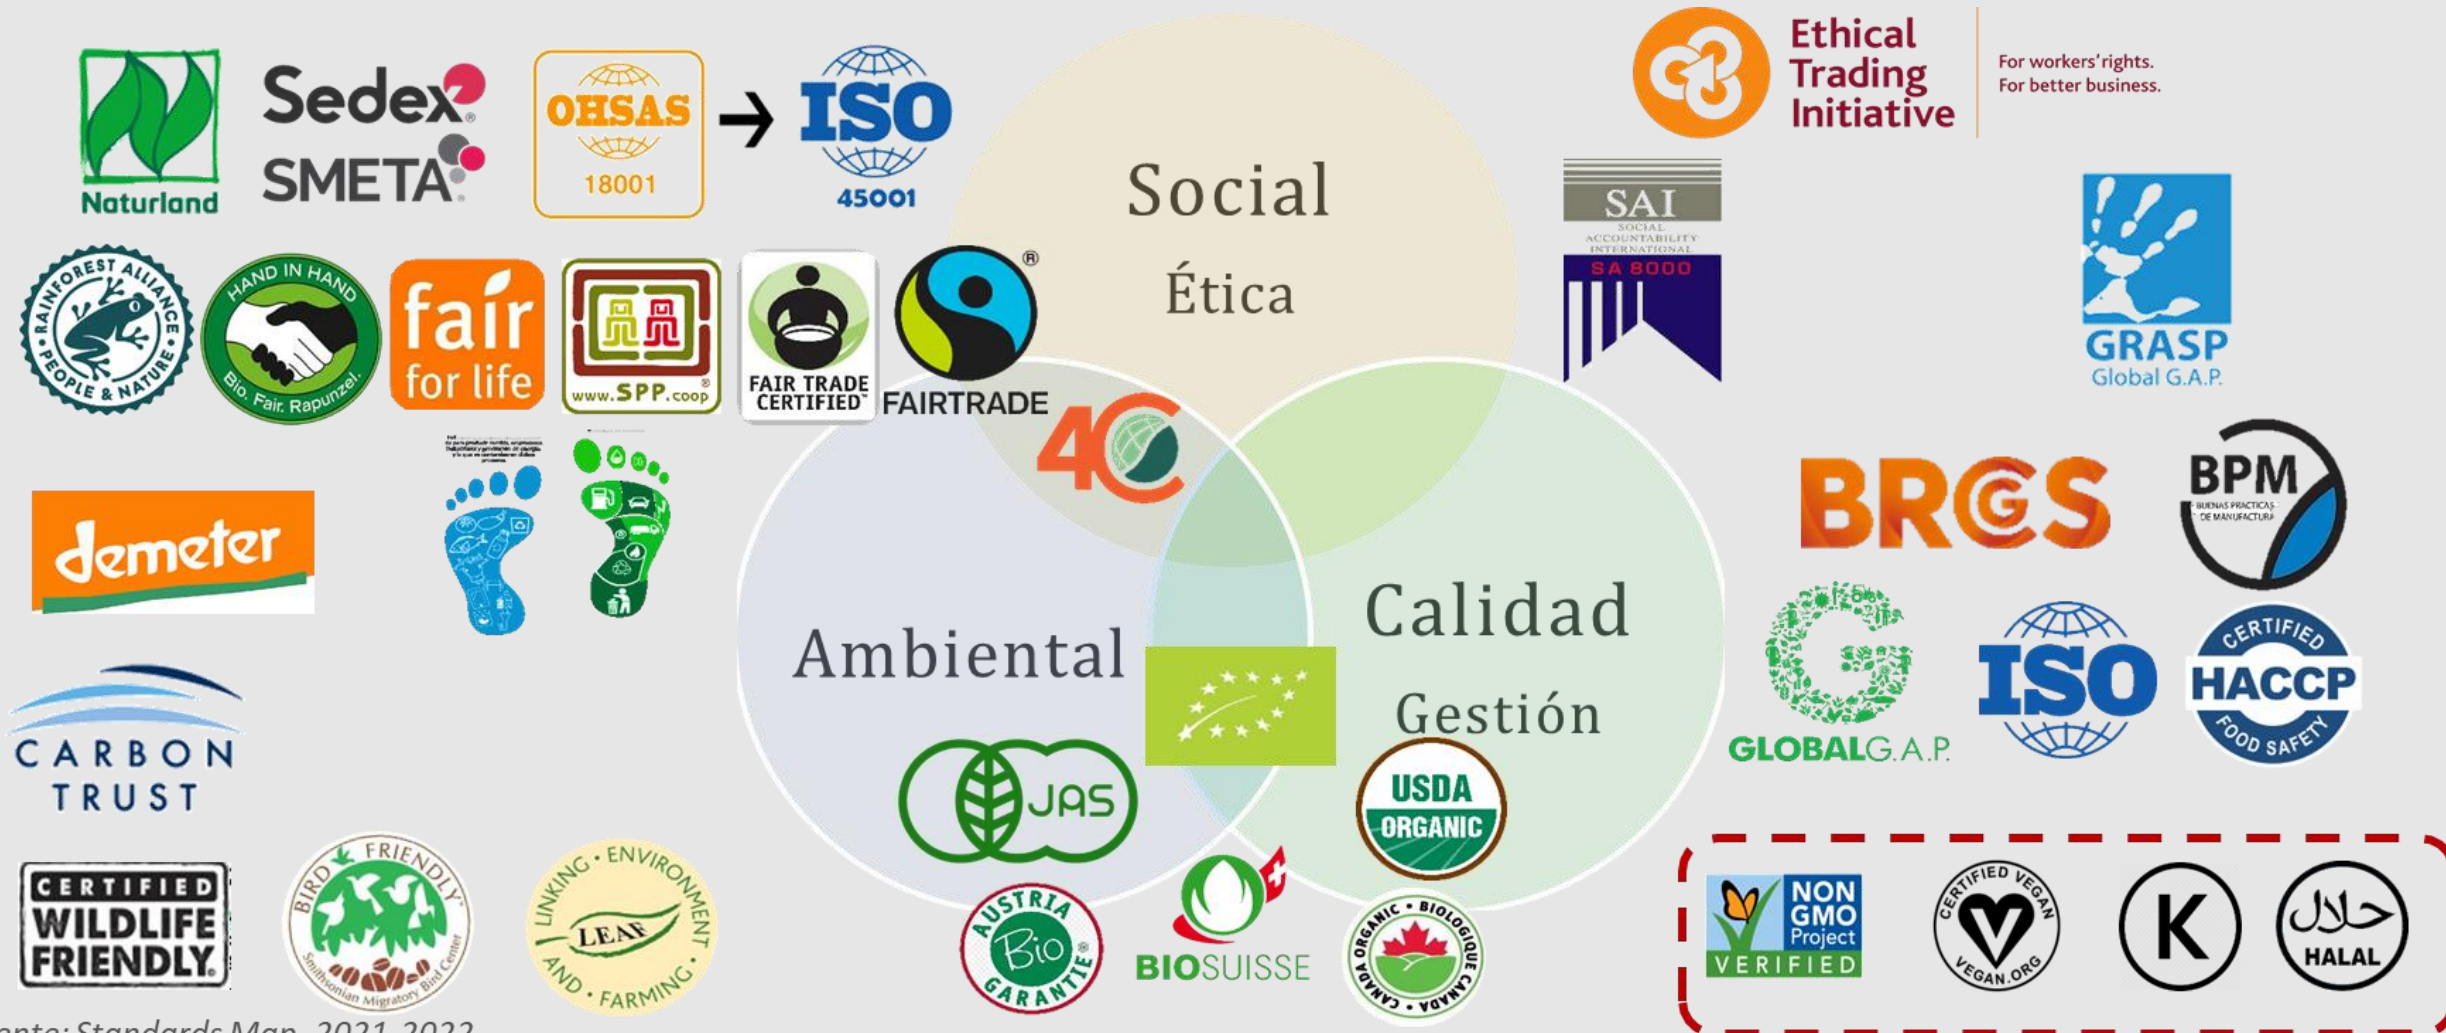 Naturland
Sedex®
SMETA
OHSAS
18001
ISO
45001
Social
Ética
Ethical
Trading
Initiative
For workers' rights.
For better business.
SAI
SOCIAL
ACCOUNTABILITY
INTERNATIONAL
SA 8000
GRASP
Global G.A.P.
RAINFOREST ALLIANCE
• PEOPLE & NATURE •
HAND IN HAND
Bio. Fair. Rapunzel.
fair
for life
www.SPP.coop®
FAIR TRADE
CERTIFIED™
®
FAIRTRADE
4C
demeter
BRCGS
BPM
BUENAS PRACTICAS
DE MANUFACTURA
Ambiental
Calidad
Gestión
GLOBALG.A.P.
ISO
CERTIFIED
HACCP
FOOD SAFETY
CARBON
TRUST
JAS
USDA
ORGANIC
CERTIFIED
WILDLIFE
FRIENDLY®
BIRD FRIENDLY®
Smithsonian Migratory Bird Center
LINKING • ENVIRONMENT
LEAF
AND • FARMING •
AUSTRIA
Bio
GARANTIE®
BIOSUISSE
CANADA ORGANIC • BIOLOGIQUE CANADA •
NON
GMO
Project
VERIFIED
CERTIFIED VEGAN
V
VEGAN.ORG
K
حلال
HALAL
Standards Map, 2021-2022